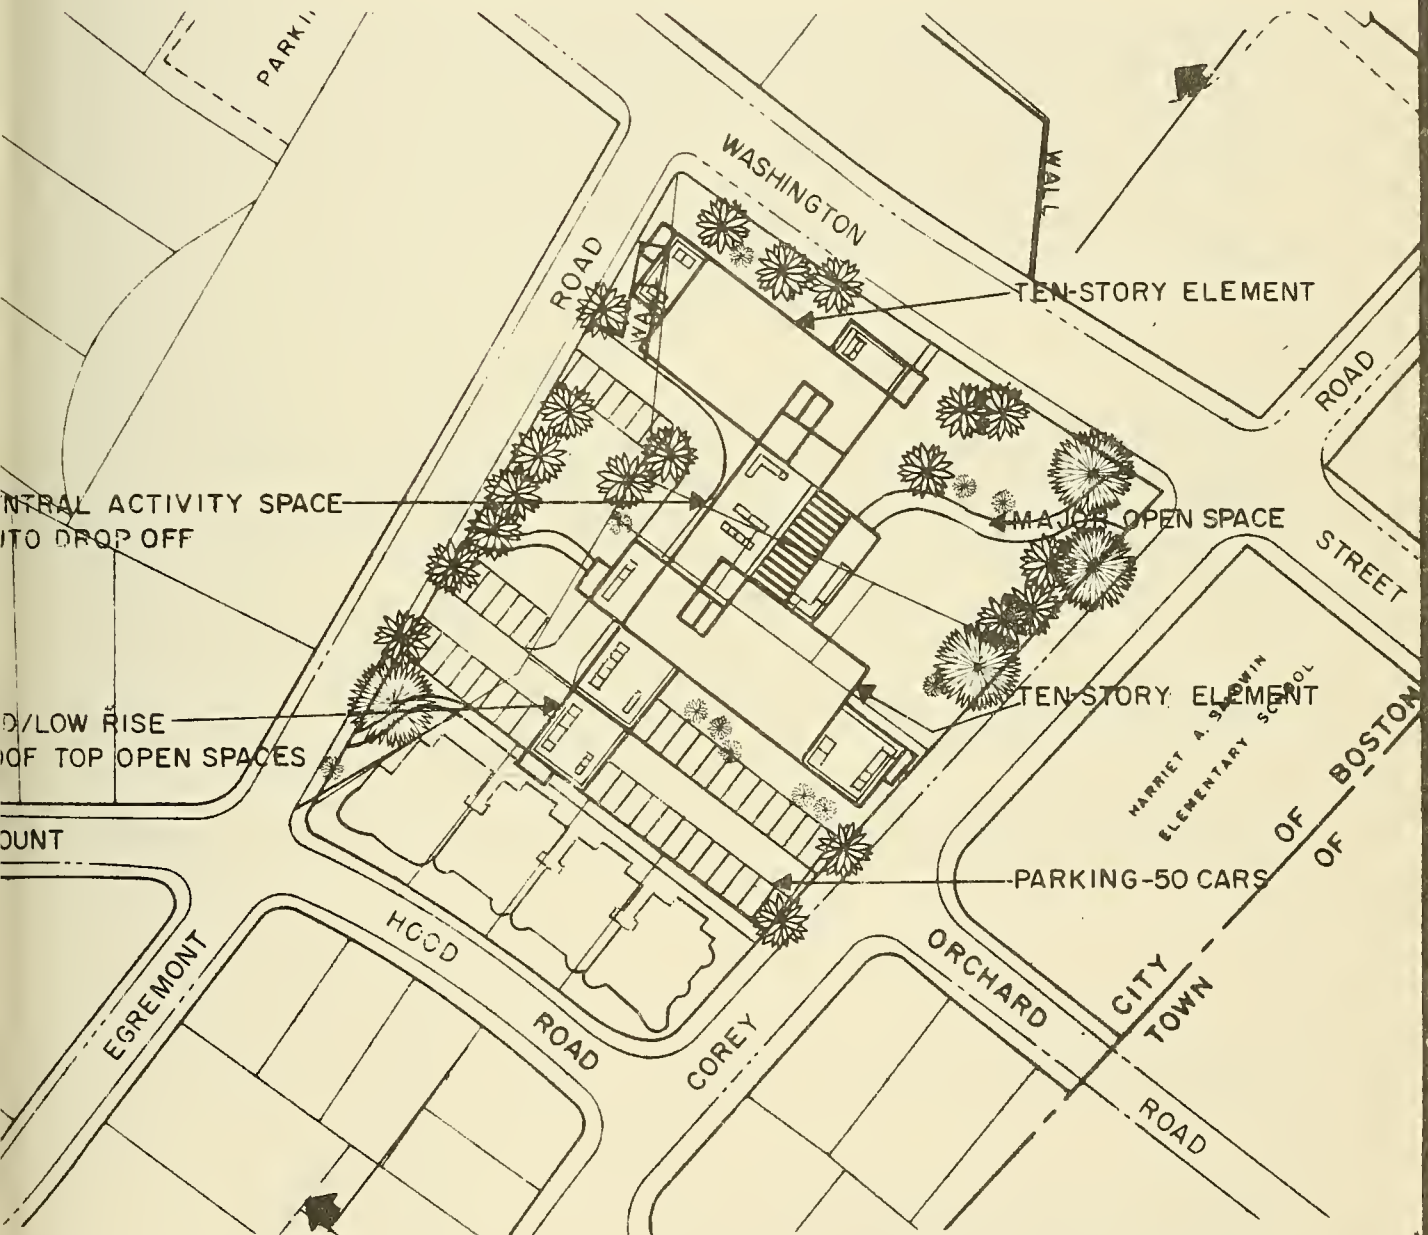 PARKI
WASHINGTON
WALL
ROAD
WALL
TEN-STORY ELEMENT
ROAD
NTRAL ACTIVITY SPACE
UTO DROP OFF
MAJOR OPEN SPACE
STREET
HARRIET A. BALDWIN
ELEMENTARY SCHOOL
TEN-STORY ELEMENT
D/LOW RISE
OOF TOP OPEN SPACES
OF BOSTON
OF
OUNT
PARKING-50 CARS
HOOD
ROAD
EGREMONT
COREY
ORCHARD
ROAD
CITY
TOWN